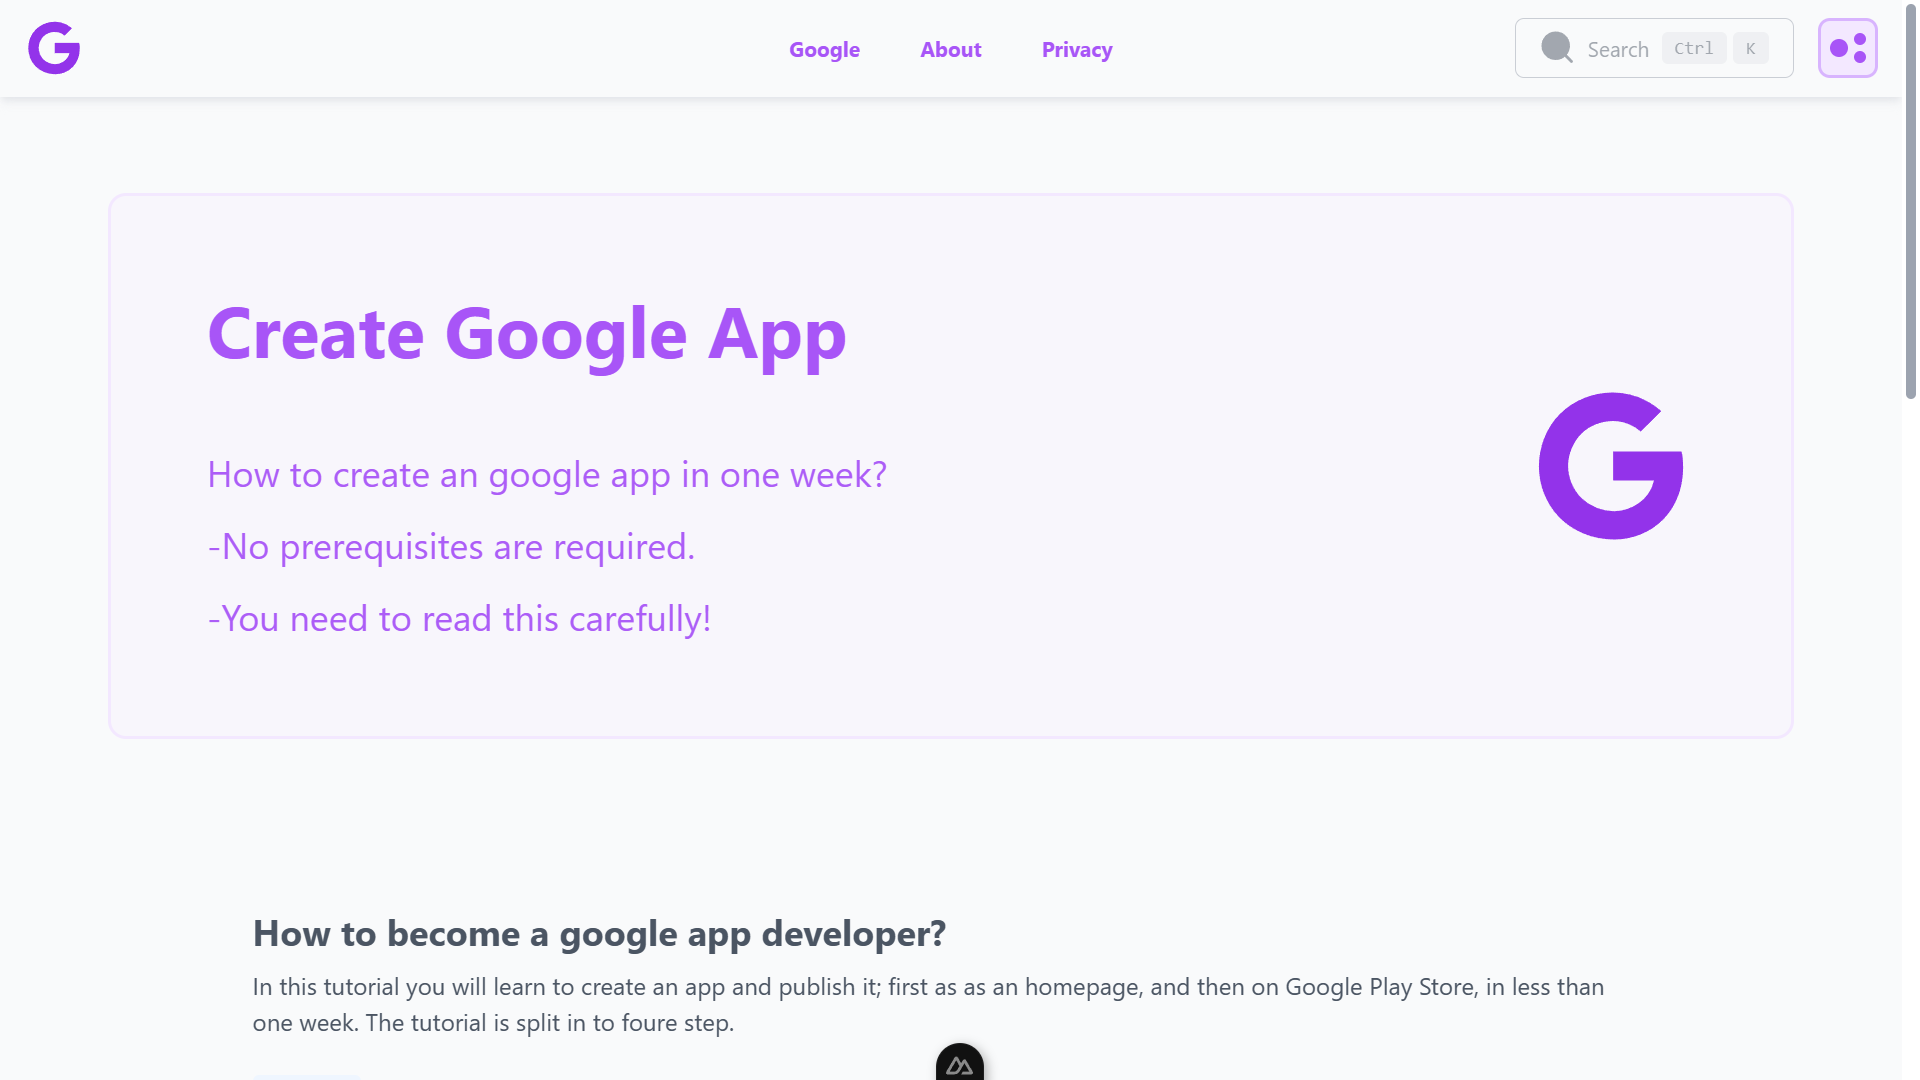 Google
About
Privacy
Search Ctrl K
Create Google App
How to create an google app in one week?
-No prerequisites are required.
-You need to read this carefully!
How to become a google app developer?
In this tutorial you will learn to create an app and publish it; first as as an homepage, and then on Google Play Store, in less than
one week. The tutorial is split in to foure step.